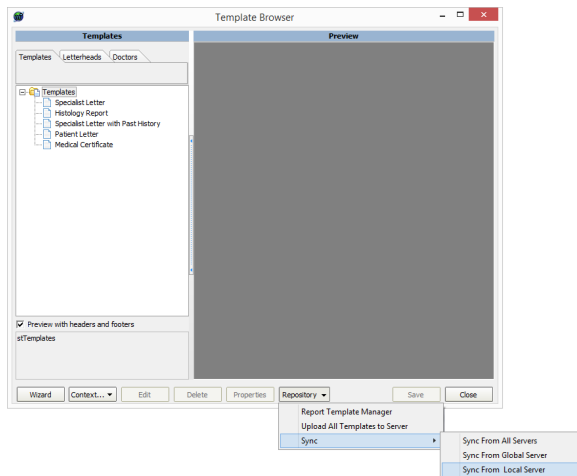 Template Browser
Templates
Preview
Templates Letterheads Doctors
Templates
Specialist Letter
Histology Report
Specialist Letter with Past History
Patient Letter
Medical Certificate
Preview with headers and footers
stTemplates
Wizard Context... Edit Delete Properties Repository Save Close
Report Template Manager
Upload All Templates to Server
Sync
Sync From All Servers
Sync From Global Server
Sync From Local Server